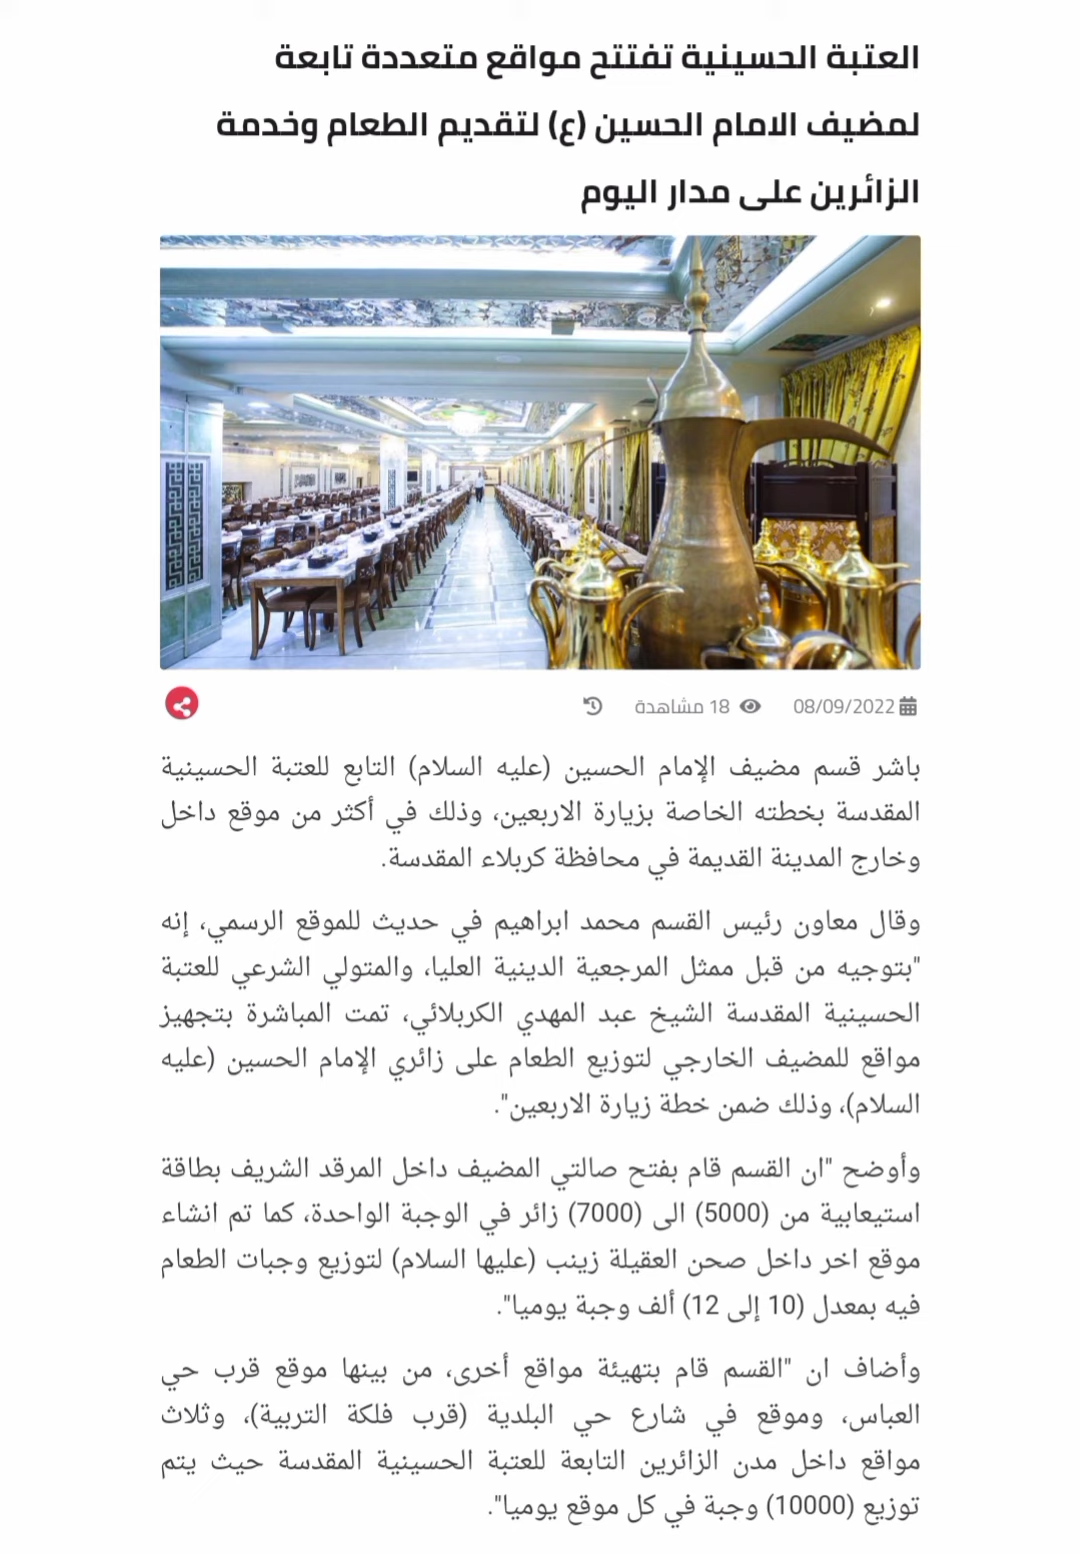 العتبة الحسينية تفتتح مواقع متعددة تابعة
لمضيف الامام الحسين (ع) لتقديم الطعام وخدمة
الزائرين على مدار اليوم
08/09/2022 18 مشاهدة
باشر قسم مضيف الإمام الحسين (عليه السلام) التابع للعتبة الحسينية
المقدسة بخطته الخاصة بزيارة الاربعين، وذلك في أكثر من موقع داخل
وخارج المدينة القديمة في محافظة كربلاء المقدسة.
وقال معاون رئيس القسم محمد ابراهيم في حديث للموقع الرسمي، إنه
"بتوجيه من قبل ممثل المرجعية الدينية العليا، والمتولي الشرعي للعتبة
الحسينية المقدسة الشيخ عبد المهدي الكربلائي، تمت المباشرة بتجهيز
مواقع للمضيف الخارجي لتوزيع الطعام على زائري الإمام الحسين (عليه
السلام)، وذلك ضمن خطة زيارة الاربعين".
وأوضح "ان القسم قام بفتح صالتي المضيف داخل المرقد الشريف بطاقة
استيعابية من (5000) الى (7000) زائر في الوجبة الواحدة، كما تم انشاء
موقع اخر داخل صحن العقيلة زينب (عليها السلام) لتوزيع وجبات الطعام
فيه بمعدل (10 إلى 12) ألف وجبة يوميا".
وأضاف ان "القسم قام بتهيئة مواقع أخرى، من بينها موقع قرب حي
العباس، وموقع في شارع حي البلدية (قرب فلكة التربية)، وثلاث
مواقع داخل مدن الزائرين التابعة للعتبة الحسينية المقدسة حيث يتم
توزيع (10000) وجبة في كل موقع يوميا".